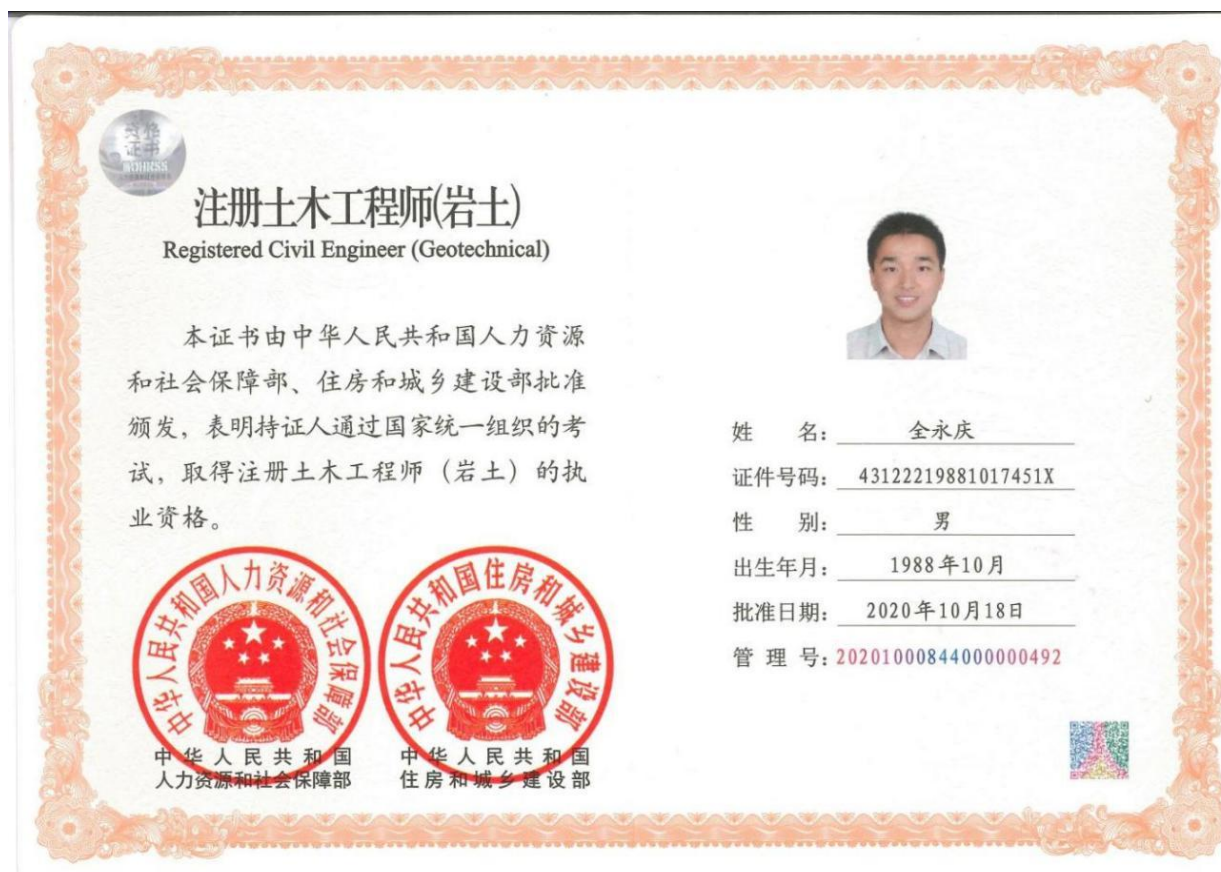 资格
证书
MOHRSS
注册土木工程师(岩土)
Registered Civil Engineer (Geotechnical)
本证书由中华人民共和国人力资源
和社会保障部、住房和城乡建设部批准
颁发，表明持证人通过国家统一组织的考
试，取得注册土木工程师（岩土）的执
业资格。
中华人民共和国人力资源和社会保障部
中华人民共和国
人力资源和社会保障部
中华人民共和国住房和城乡建设部
中华人民共和国
住房和城乡建设部
姓 名: 全永庆
证件号码: 43122219881017451X
性 别: 男
出生年月: 1988年10月
批准日期: 2020年10月18日
管 理 号: 20201000844000000492